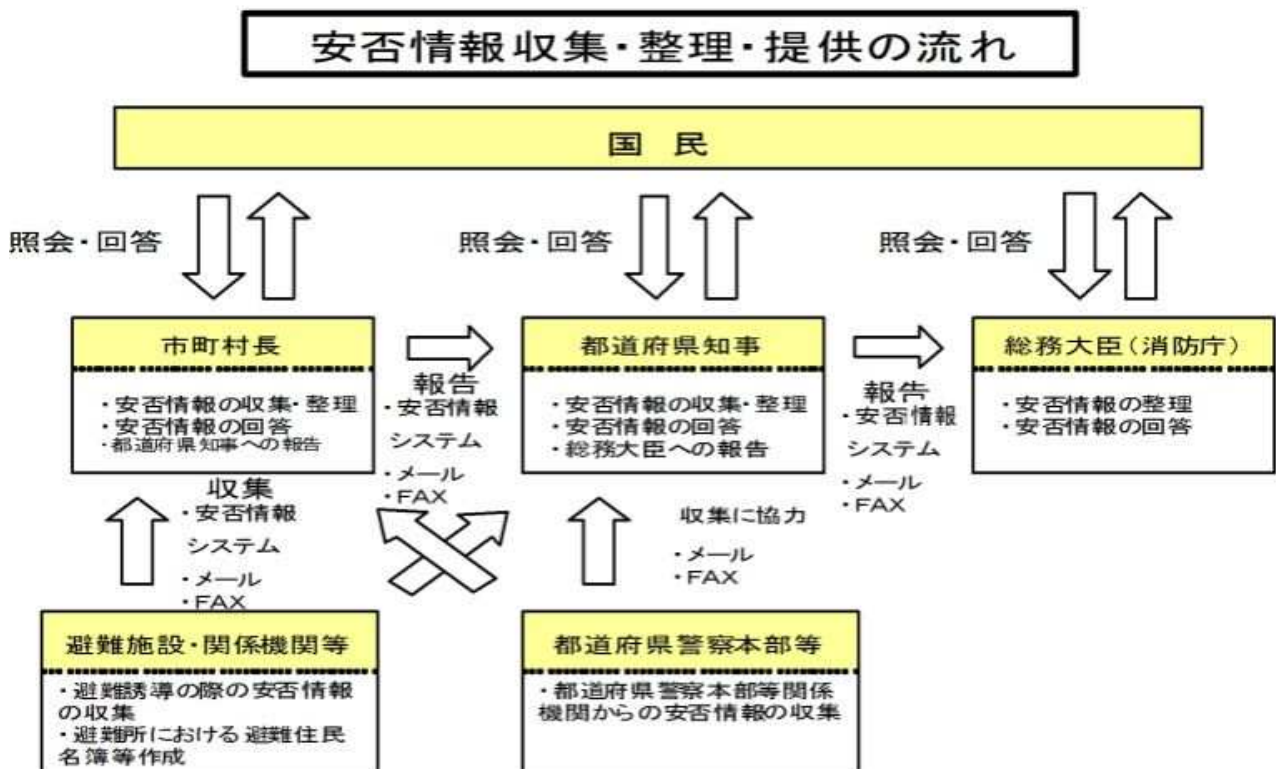 安否情報収集・整理・提供の流れ
国 民
照会・回答
照会・回答
照会・回答
市町村長
・安否情報の収集・整理
・安否情報の回答
・都道府県知事への報告
報告
・安否情報
システム
・メール
・FAX
都道府県知事
・安否情報の収集・整理
・安否情報の回答
・総務大臣への報告
報告
・安否情報
システム
・メール
・FAX
総務大臣(消防庁)
・安否情報の整理
・安否情報の回答
収集
・安否情報
システム
・メール
・FAX
収集に協力
・メール
・FAX
避難施設・関係機関等
・避難誘導の際の安否情報
の収集
・避難所における避難住民
名簿等作成
都道府県警察本部等
・都道府県警察本部等関係
機関からの安否情報の収集